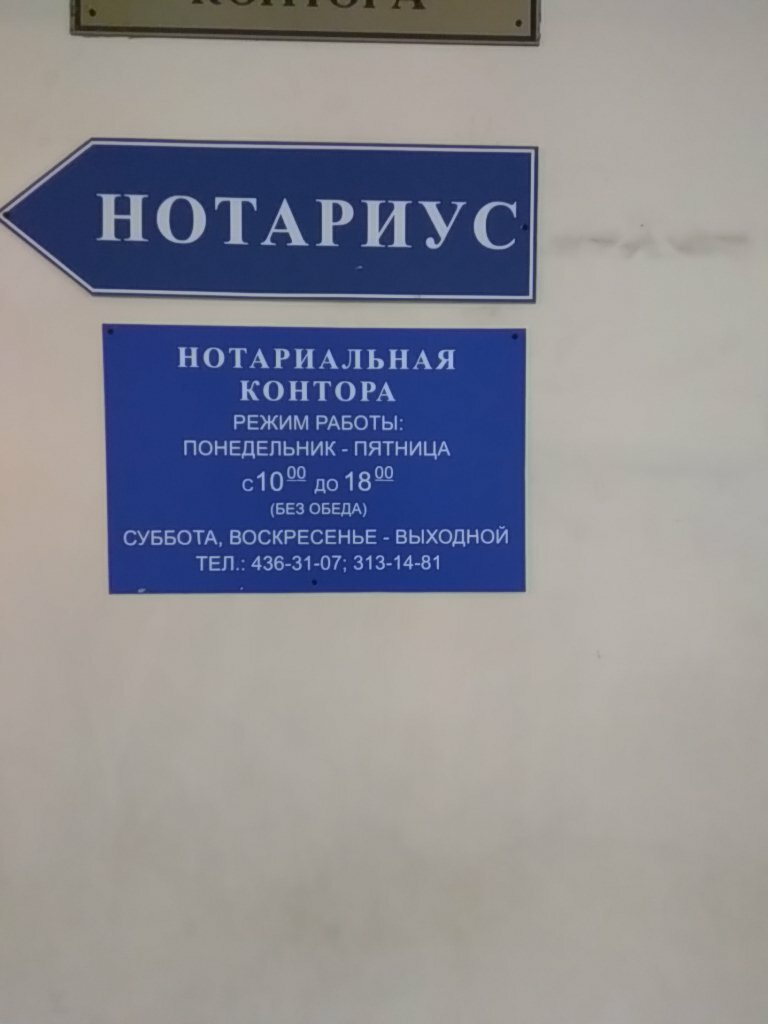 КОНТОРА
НОТАРИУС
НОТАРИАЛЬНАЯ
КОНТОРА
РЕЖИМ РАБОТЫ:
ПОНЕДЕЛЬНИК - ПЯТНИЦА
С 10 00 ДО 18 00
(БЕЗ ОБЕДА)
СУББОТА, ВОСКРЕСЕНЬЕ - ВЫХОДНОЙ
ТЕЛ.: 436-31-07; 313-14-81